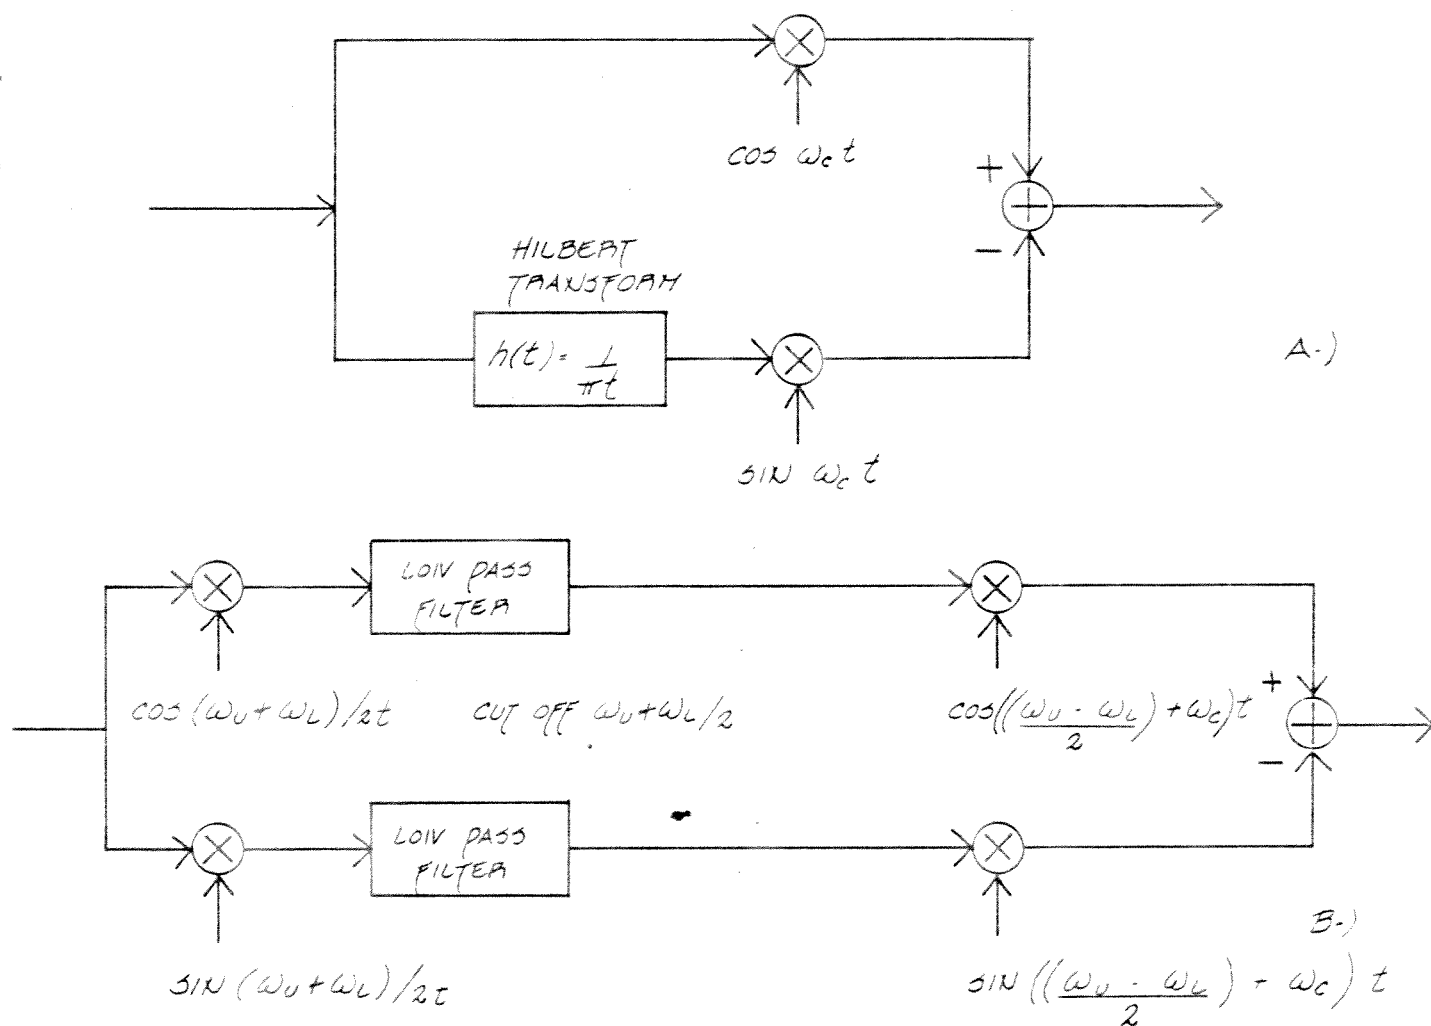 cos ωc t
+
−
HILBERT
TRANSFORM
h(t) = 1/πt
A-)
SIN ωc t
LOW PASS
FILTER
+
COS (ωU + ωL)/2t
CUT OFF ωU + ωL/2
COS((ωU - ωL/2) + ωc)t
−
LOW PASS
FILTER
B-)
SIN (ωU + ωL)/2t
SIN ((ωU - ωL/2) - ωc) t